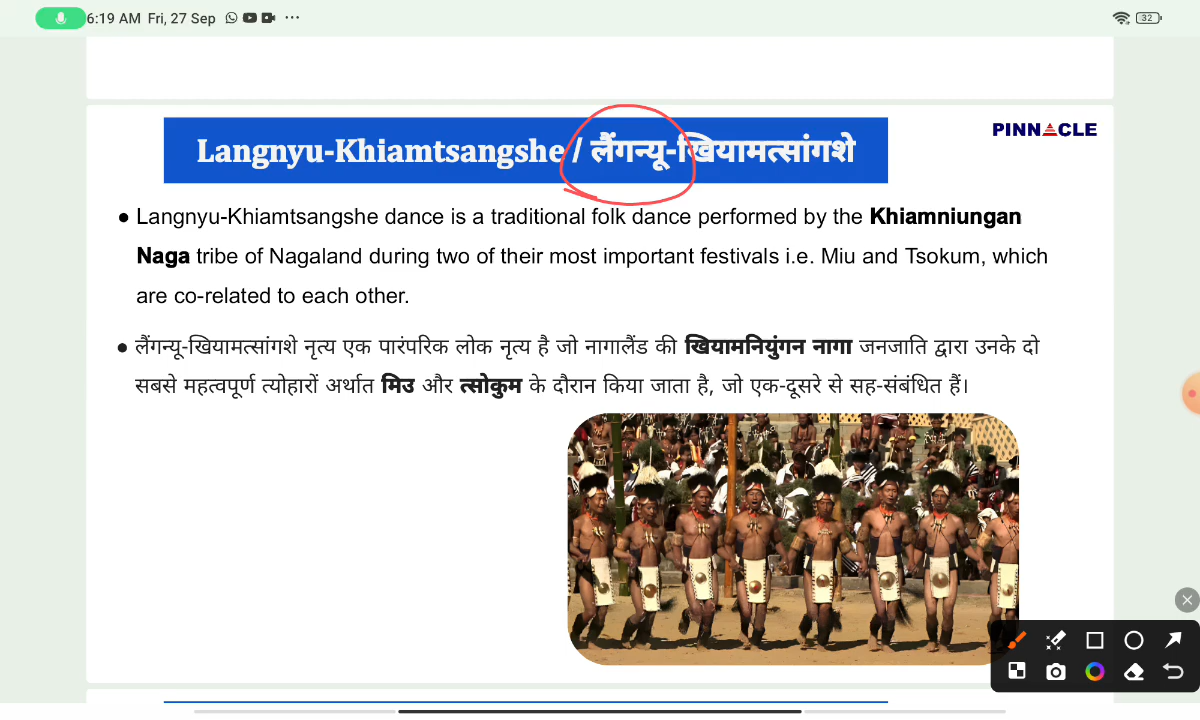 6:19 AM Fri, 27 Sep ...
32
PINNACLE
Langnyu-Khiamtsangshe / लैंगन्यू-खियामत्सांगशे
● Langnyu-Khiamtsangshe dance is a traditional folk dance performed by the Khiamniungan
Naga tribe of Nagaland during two of their most important festivals i.e. Miu and Tsokum, which
are co-related to each other.
● लैंगन्यू-खियामत्सांगशे नृत्य एक पारंपरिक लोक नृत्य है जो नागालैंड की खियामनियुंगन नागा जनजाति द्वारा उनके दो
सबसे महत्वपूर्ण त्योहारों अर्थात मिउ और त्सोकुम के दौरान किया जाता है, जो एक-दूसरे से सह-संबंधित हैं।